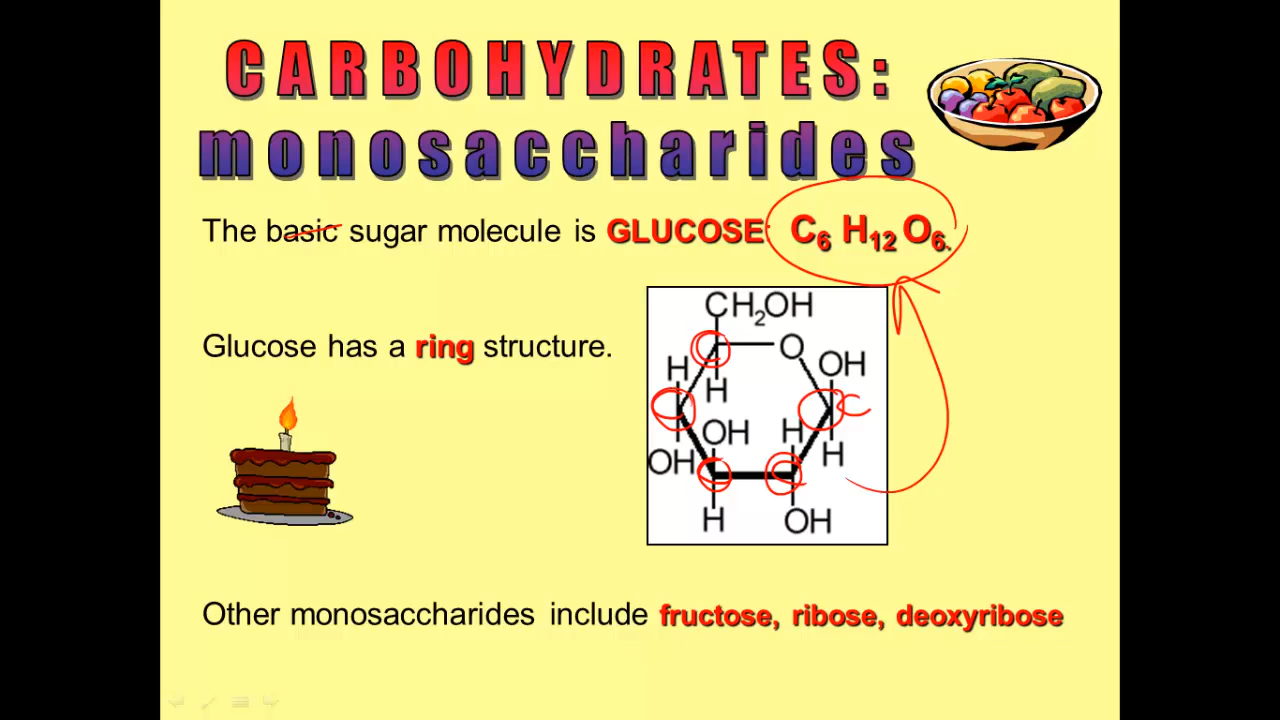 CARBOHYDRATES:
monosaccharides
The basic sugar molecule is GLUCOSE: C6 H12 O6.
Glucose has a ring structure.
CH2OH
O
H
OH
H
OH
H
C
OH
H
H
OH
Other monosaccharides include fructose, ribose, deoxyribose